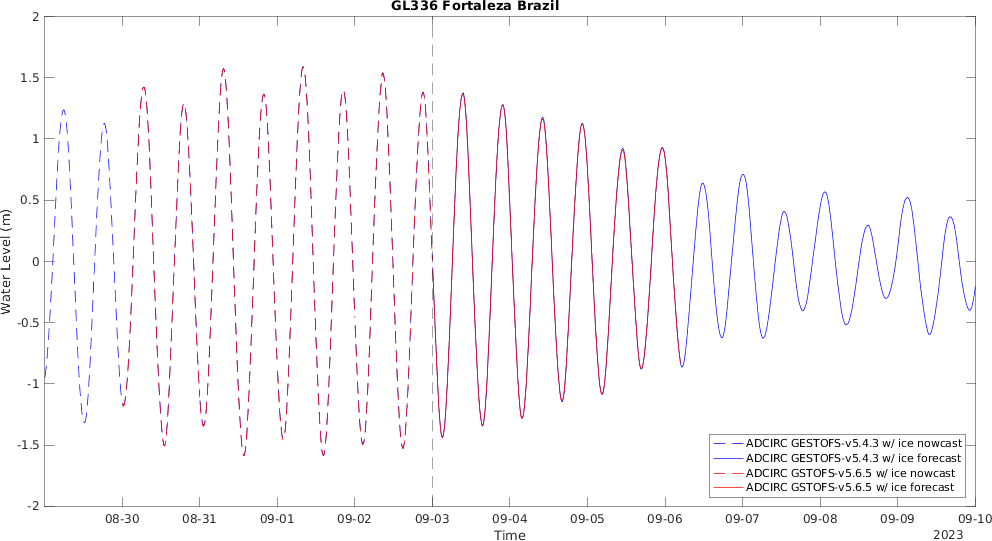 GL336 Fortaleza Brazil
2
1.5
1
0.5
0
-0.5
-1
-1.5
-2
Water Level (m)
ADCIRC GESTOFS-v5.4.3 w/ ice nowcast
ADCIRC GESTOFS-v5.4.3 w/ ice forecast
ADCIRC GSTOFS-v5.6.5 w/ ice nowcast
ADCIRC GSTOFS-v5.6.5 w/ ice forecast
08-30 08-31 09-01 09-02 09-03 09-04 09-05 09-06 09-07 09-08 09-09 09-10
Time
2023